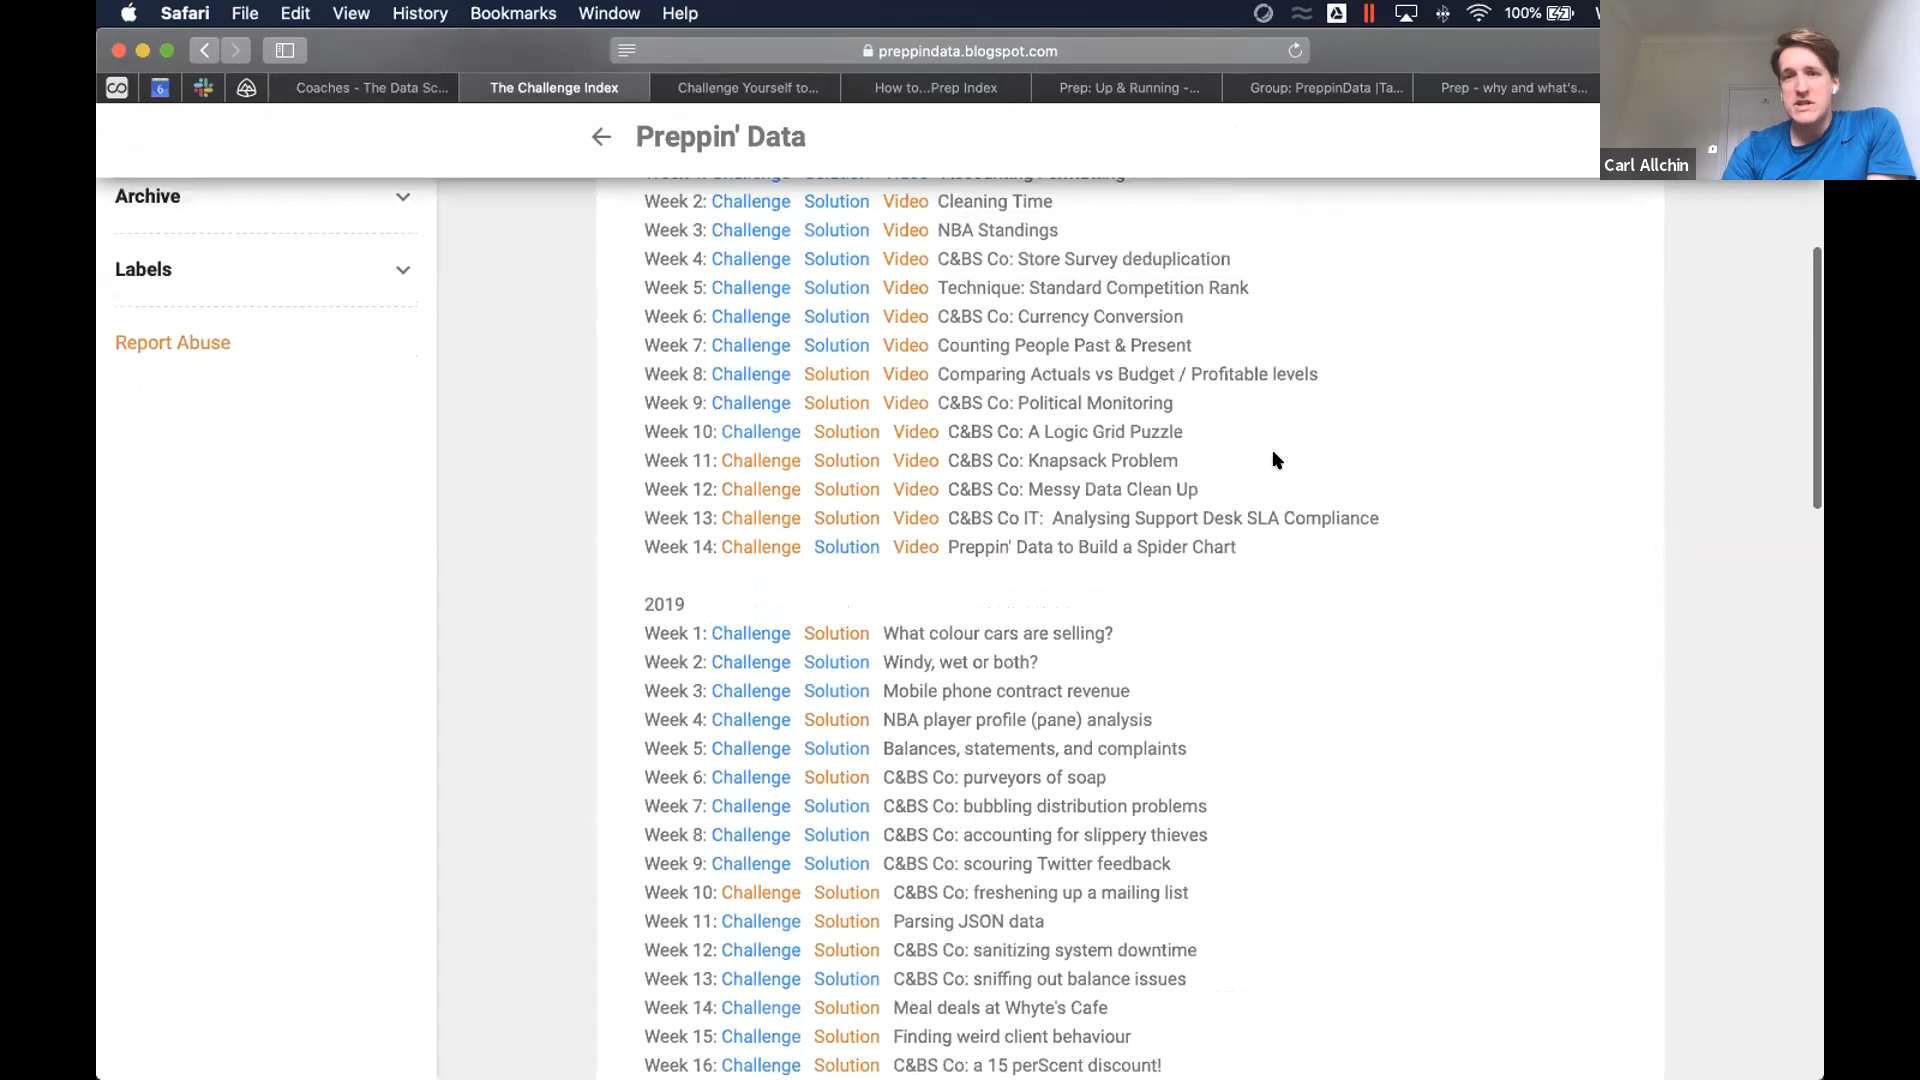 Safari File Edit View History Bookmarks Window Help 100%
preppindata.blogspot.com
6 Coaches - The Data Sc... The Challenge Index Challenge Yourself to... How to...Prep Index Prep: Up & Running -... Group: PreppinData |Ta... Prep - why and what's...
Preppin' Data
Carl Allchin
Archive
Labels
Report Abuse
Week 2: Challenge Solution Video Cleaning Time
Week 3: Challenge Solution Video NBA Standings
Week 4: Challenge Solution Video C&BS Co: Store Survey deduplication
Week 5: Challenge Solution Video Technique: Standard Competition Rank
Week 6: Challenge Solution Video C&BS Co: Currency Conversion
Week 7: Challenge Solution Video Counting People Past & Present
Week 8: Challenge Solution Video Comparing Actuals vs Budget / Profitable levels
Week 9: Challenge Solution Video C&BS Co: Political Monitoring
Week 10: Challenge Solution Video C&BS Co: A Logic Grid Puzzle
Week 11: Challenge Solution Video C&BS Co: Knapsack Problem
Week 12: Challenge Solution Video C&BS Co: Messy Data Clean Up
Week 13: Challenge Solution Video C&BS Co IT: Analysing Support Desk SLA Compliance
Week 14: Challenge Solution Video Preppin' Data to Build a Spider Chart
2019
Week 1: Challenge Solution What colour cars are selling?
Week 2: Challenge Solution Windy, wet or both?
Week 3: Challenge Solution Mobile phone contract revenue
Week 4: Challenge Solution NBA player profile (pane) analysis
Week 5: Challenge Solution Balances, statements, and complaints
Week 6: Challenge Solution C&BS Co: purveyors of soap
Week 7: Challenge Solution C&BS Co: bubbling distribution problems
Week 8: Challenge Solution C&BS Co: accounting for slippery thieves
Week 9: Challenge Solution C&BS Co: scouring Twitter feedback
Week 10: Challenge Solution C&BS Co: freshening up a mailing list
Week 11: Challenge Solution Parsing JSON data
Week 12: Challenge Solution C&BS Co: sanitizing system downtime
Week 13: Challenge Solution C&BS Co: sniffing out balance issues
Week 14: Challenge Solution Meal deals at Whyte's Cafe
Week 15: Challenge Solution Finding weird client behaviour
Week 16: Challenge Solution C&BS Co: a 15 perScent discount!